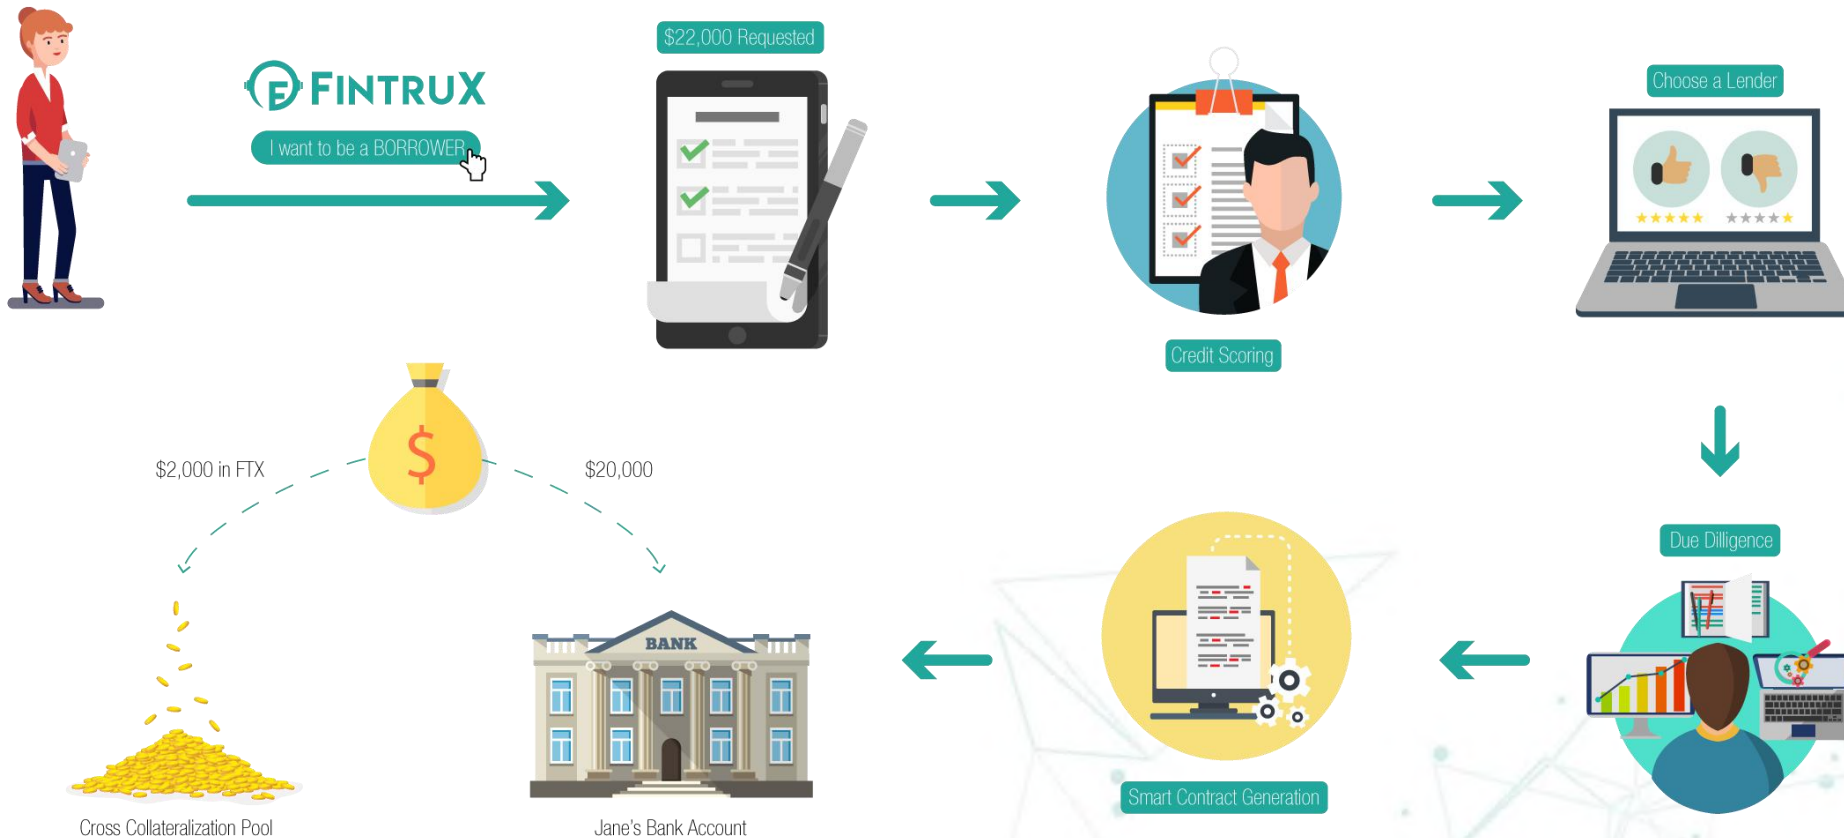 $22,000 Requested
FINTRUX
I want to be a BORROWER
Choose a Lender
Credit Scoring
$
$2,000 in FTX
$20,000
Due Dilligence
BANK
Smart Contract Generation
Cross Collateralization Pool
Jane's Bank Account